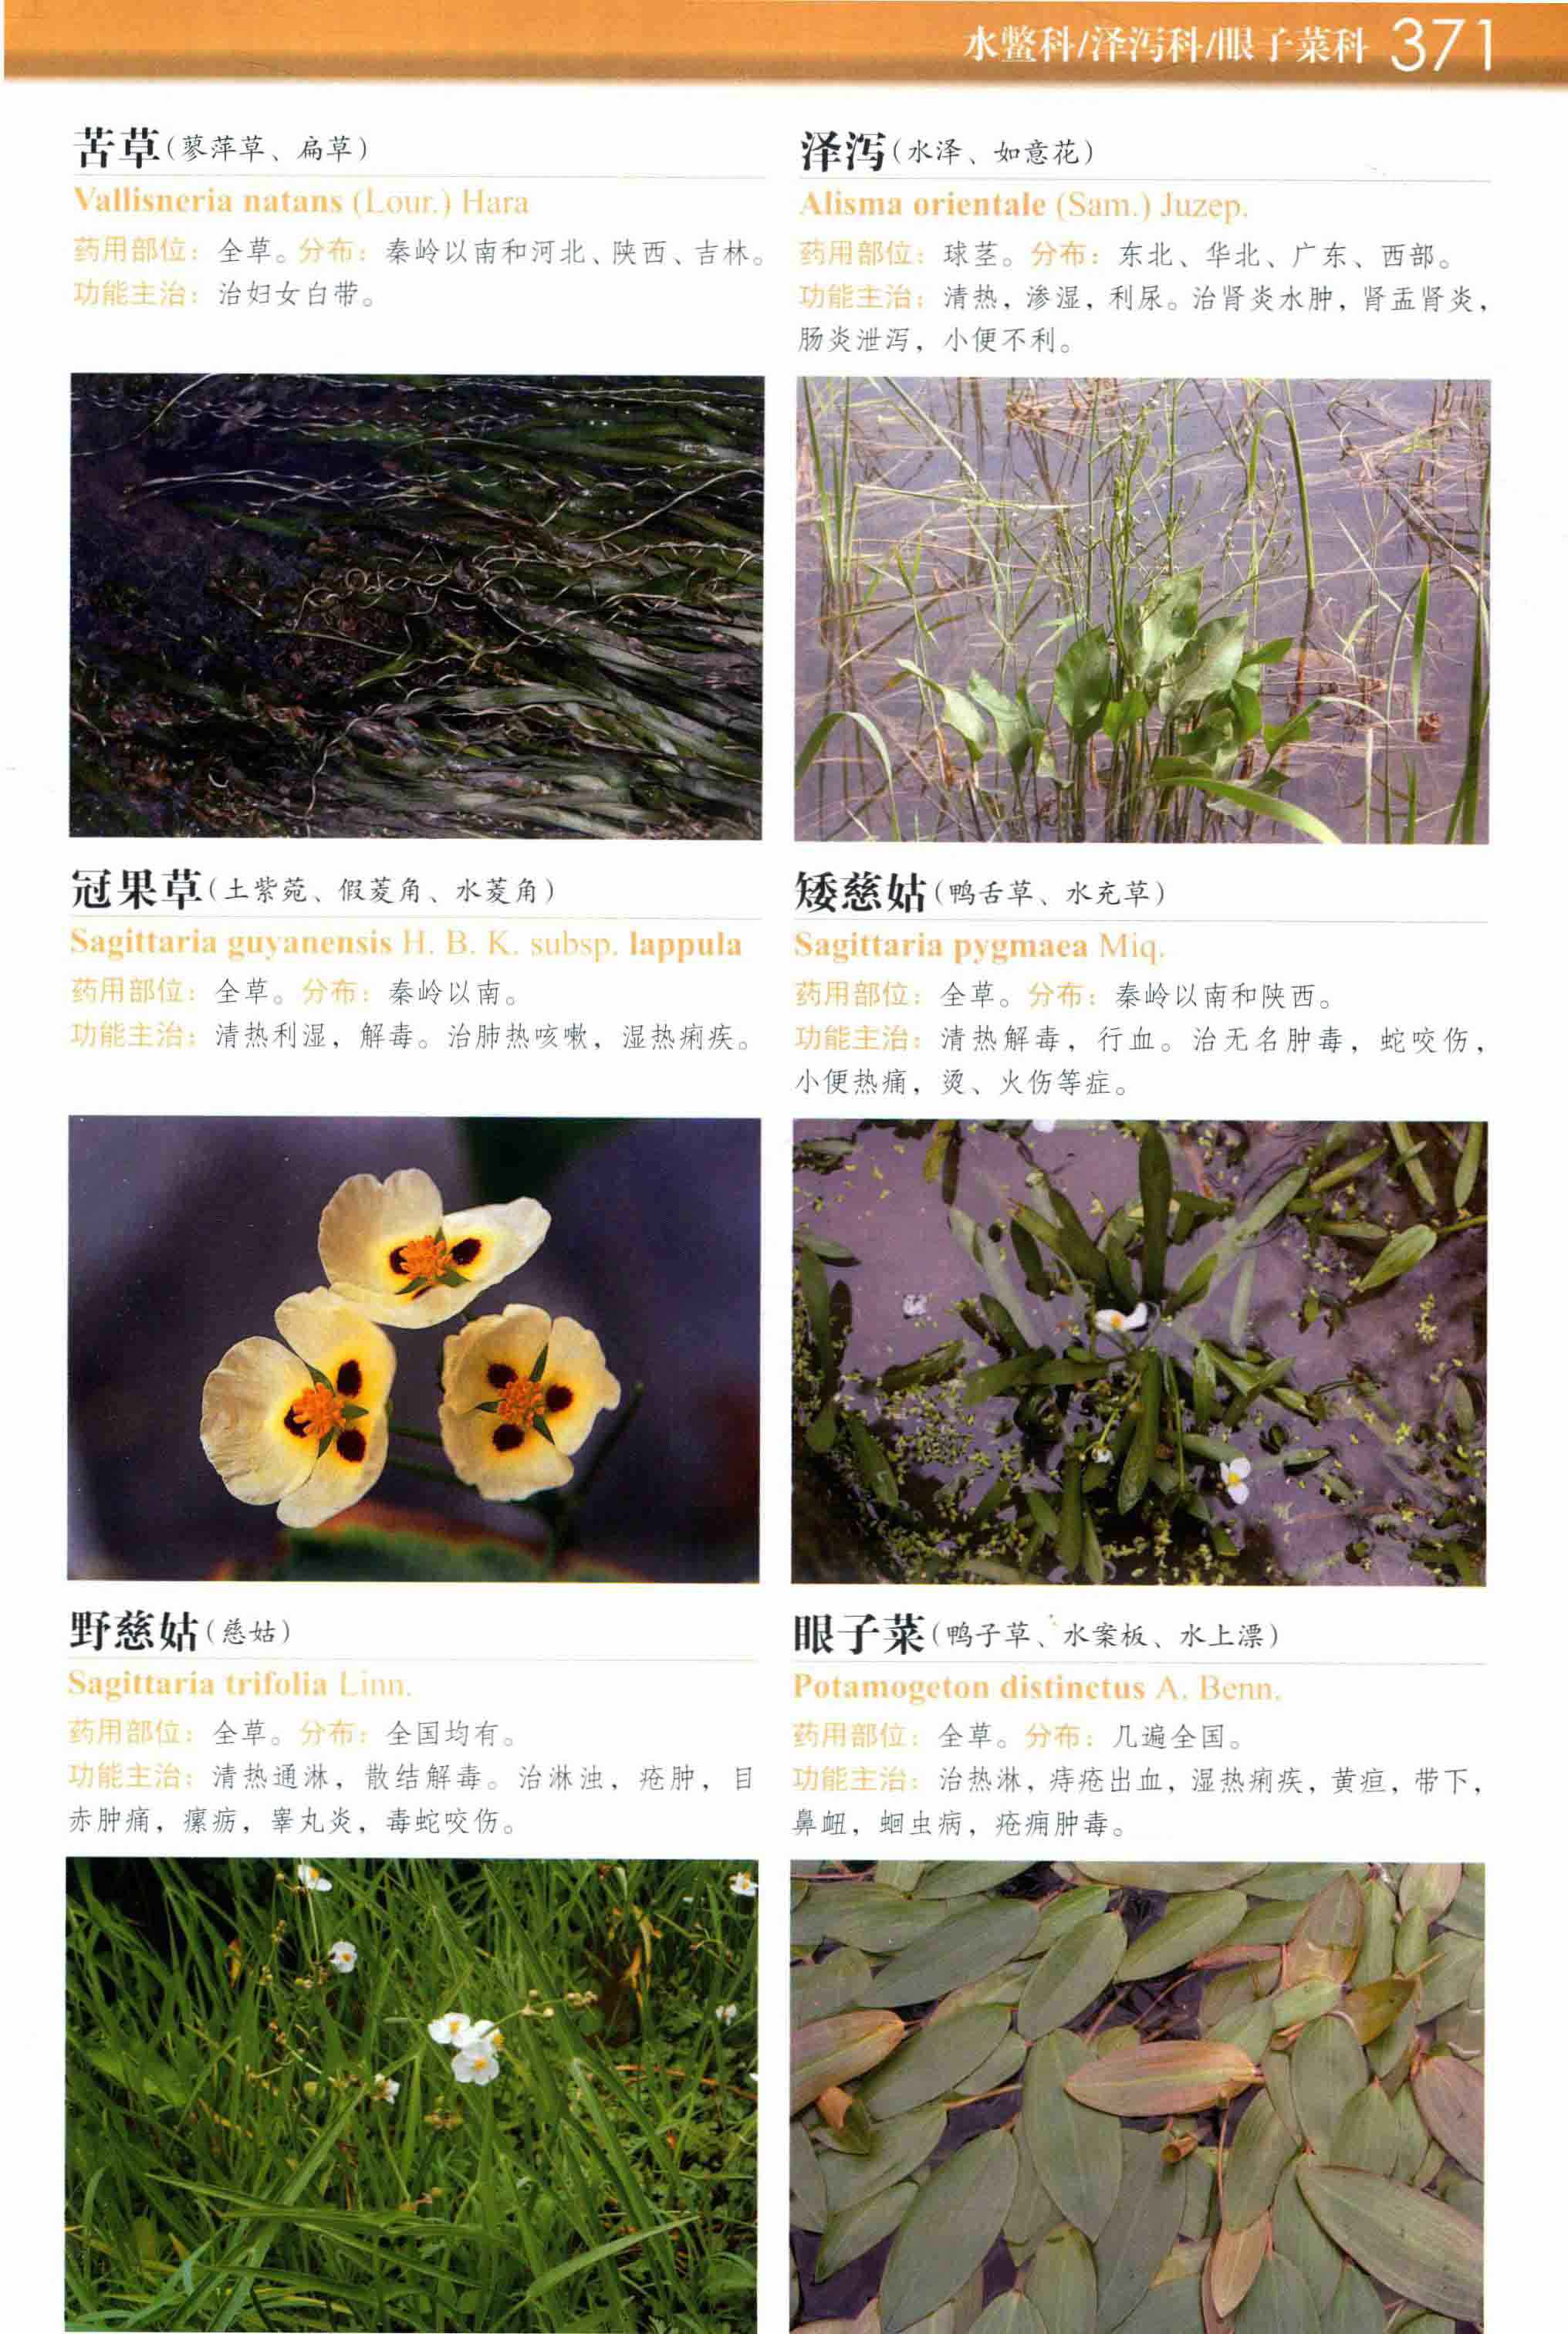 水鳖科/泽泻科/眼子菜科 371
苦草(蓼萍草、扁草)
Vallisneria natans (Lour.) Hara
药用部位：全草。分布：秦岭以南和河北、陕西、吉林。
功能主治：治妇女白带。
泽泻(水泽、如意花)
Alisma orientale (Sam.) Juzep.
药用部位：球茎。分布：东北、华北、广东、西部。
功能主治：清热，渗湿，利尿。治肾炎水肿，肾盂肾炎，
肠炎泄泻，小便不利。
冠果草(土紫菀、假菱角、水菱角)
Sagittaria guyanensis H. B. K. subsp. lappula
药用部位：全草。分布：秦岭以南。
功能主治：清热利湿，解毒。治肺热咳嗽，湿热痢疾。
矮慈姑(鸭舌草、水充草)
Sagittaria pygmaea Miq.
药用部位：全草。分布：秦岭以南和陕西。
功能主治：清热解毒，行血。治无名肿毒，蛇咬伤，
小便热痛，烫、火伤等症。
野慈姑(慈姑)
Sagittaria trifolia Linn.
药用部位：全草。分布：全国均有。
功能主治：清热通淋，散结解毒。治淋浊，疮肿，目
赤肿痛，瘰疬，睾丸炎，毒蛇咬伤。
眼子菜(鸭子草、水案板、水上漂)
Potamogeton distinctus A. Benn.
药用部位：全草。分布：几遍全国。
功能主治：治热淋，痔疮出血，湿热痢疾，黄疸，带下，
鼻衄，蛔虫病，疮痈肿毒。